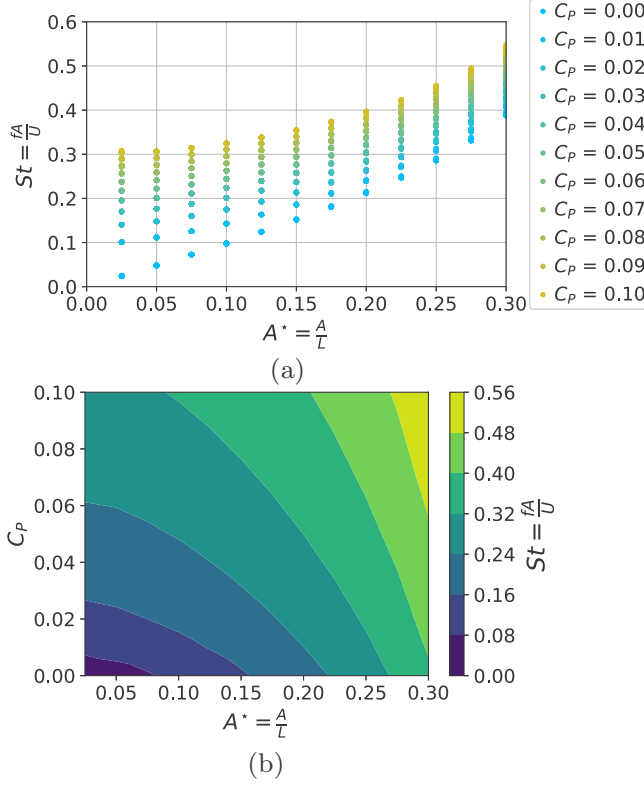 0.6
0.5
0.4
0.3
0.2
0.1
0.0
St = fA/U
0.00 0.05 0.10 0.15 0.20 0.25 0.30
A* = A/L
C_P = 0.00
C_P = 0.01
C_P = 0.02
C_P = 0.03
C_P = 0.04
C_P = 0.05
C_P = 0.06
C_P = 0.07
C_P = 0.08
C_P = 0.09
C_P = 0.10
(a)
0.10
0.08
0.06
0.04
0.02
0.00
C_P
0.05 0.10 0.15 0.20 0.25 0.30
A* = A/L
0.56
0.48
0.40
0.32
0.24
0.16
0.08
0.00
St = fA/U
(b)